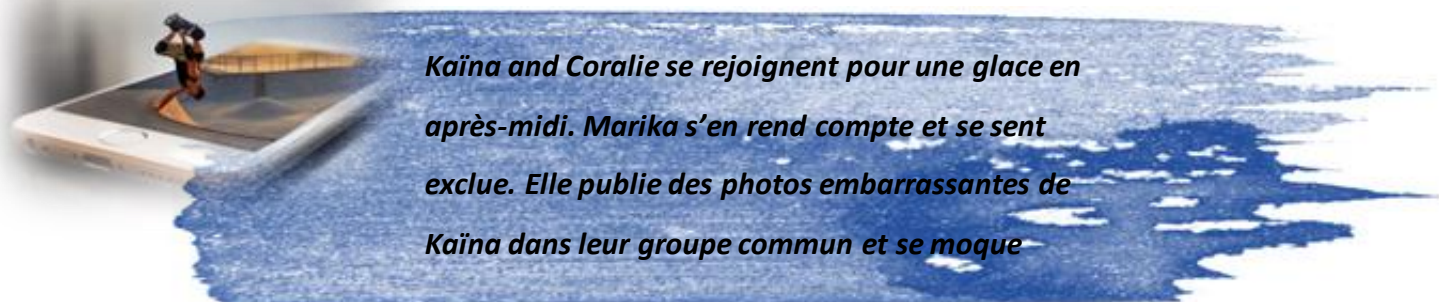 Kaïna and Coralie se rejoignent pour une glace en
après-midi. Marika s’en rend compte et se sent
exclue. Elle publie des photos embarrassantes de
Kaïna dans leur groupe commun et se moque